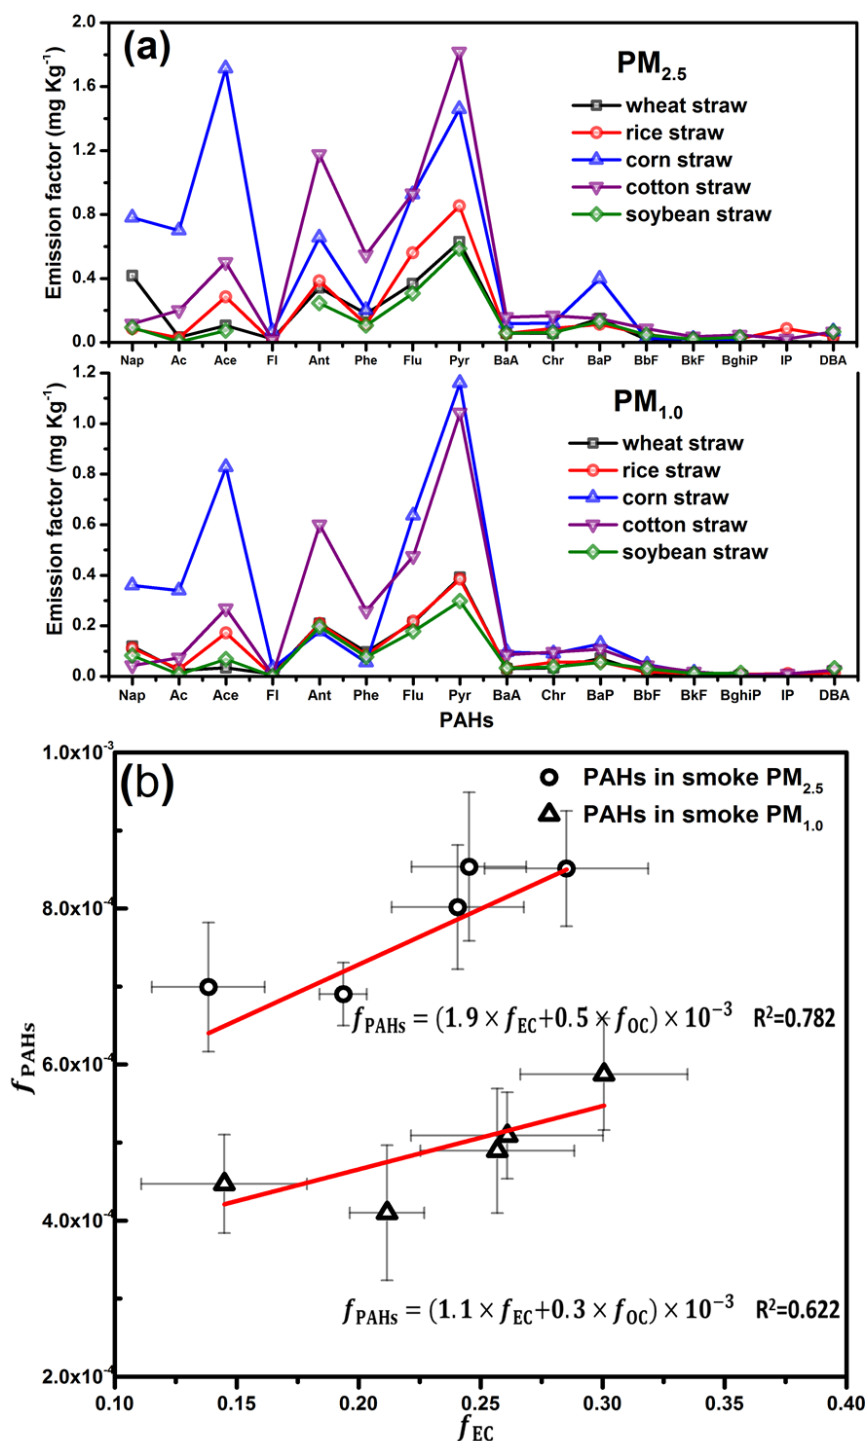 (a)
PM2.5
wheat straw
rice straw
corn straw
cotton straw
soybean straw
Emission factor (mg Kg⁻¹)
2.0
1.6
1.2
0.8
0.4
0.0
Nap Ac Ace Fl Ant Phe Flu Pyr BaA Chr BaP BbF BkF BghiP IP DBA
PM1.0
wheat straw
rice straw
corn straw
cotton straw
soybean straw
Emission factor (mg Kg⁻¹)
1.2
1.0
0.8
0.6
0.4
0.2
0.0
Nap Ac Ace Fl Ant Phe Flu Pyr BaA Chr BaP BbF BkF BghiP IP DBA
PAHs
(b)
PAHs in smoke PM2.5
PAHs in smoke PM1.0
1.0x10⁻³
8.0x10⁻⁴
6.0x10⁻⁴
4.0x10⁻⁴
2.0x10⁻⁴
fPAHs
fPAHs = (1.9 × fEC+0.5 × fOC) × 10⁻³ R²=0.782
fPAHs = (1.1 × fEC+0.3 × fOC) × 10⁻³ R²=0.622
0.10 0.15 0.20 0.25 0.30 0.35 0.40
fEC